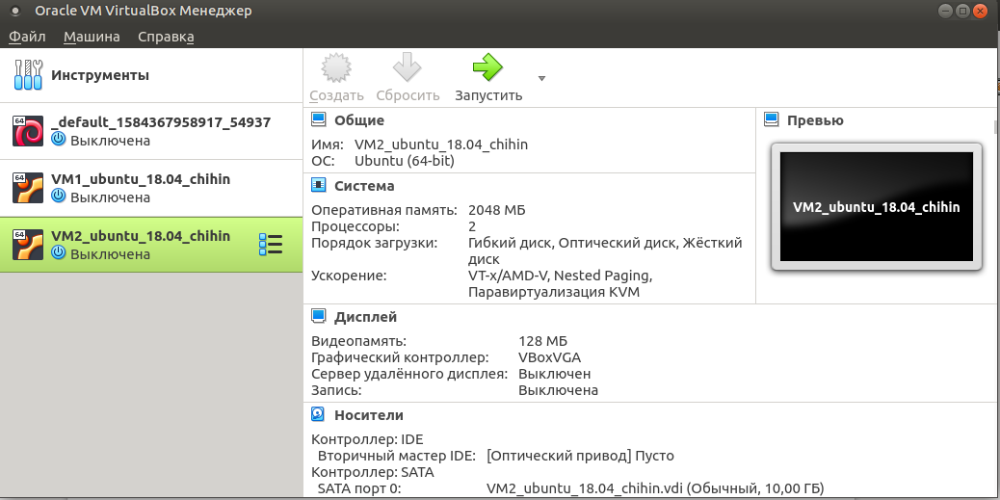 Oracle VM VirtualBox Менеджер
Файл Машина Справка
Инструменты
64
_default_1584367958917_54937
Выключена
64
VM1_ubuntu_18.04_chihin
Выключена
64
VM2_ubuntu_18.04_chihin
Выключена
Создать Сбросить Запустить
Общие
Имя: VM2_ubuntu_18.04_chihin
ОС: Ubuntu (64-bit)
Система
Оперативная память: 2048 МБ
Процессоры: 2
Порядок загрузки: Гибкий диск, Оптический диск, Жёсткий
диск
Ускорение: VT-x/AMD-V, Nested Paging,
Паравиртуализация KVM
Превью
VM2_ubuntu_18.04_chihin
Дисплей
Видеопамять: 128 МБ
Графический контроллер: VBoxVGA
Сервер удалённого дисплея: Выключен
Запись: Выключена
Носители
Контроллер: IDE
Вторичный мастер IDE: [Оптический привод] Пусто
Контроллер: SATA
SATA порт 0: VM2_ubuntu_18.04_chihin.vdi (Обычный, 10,00 ГБ)